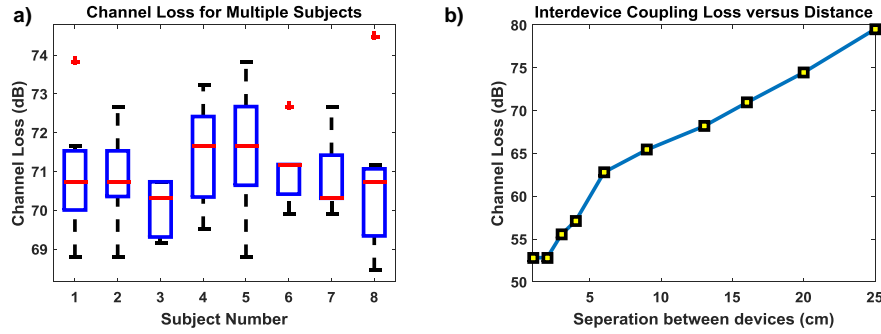 a)
Channel Loss for Multiple Subjects
Channel Loss (dB)
74
73
72
71
70
69
1 2 3 4 5 6 7 8
Subject Number
b)
Interdevice Coupling Loss versus Distance
Channel Loss (dB)
80
75
70
65
60
55
50
5 10 15 20 25
Seperation between devices (cm)